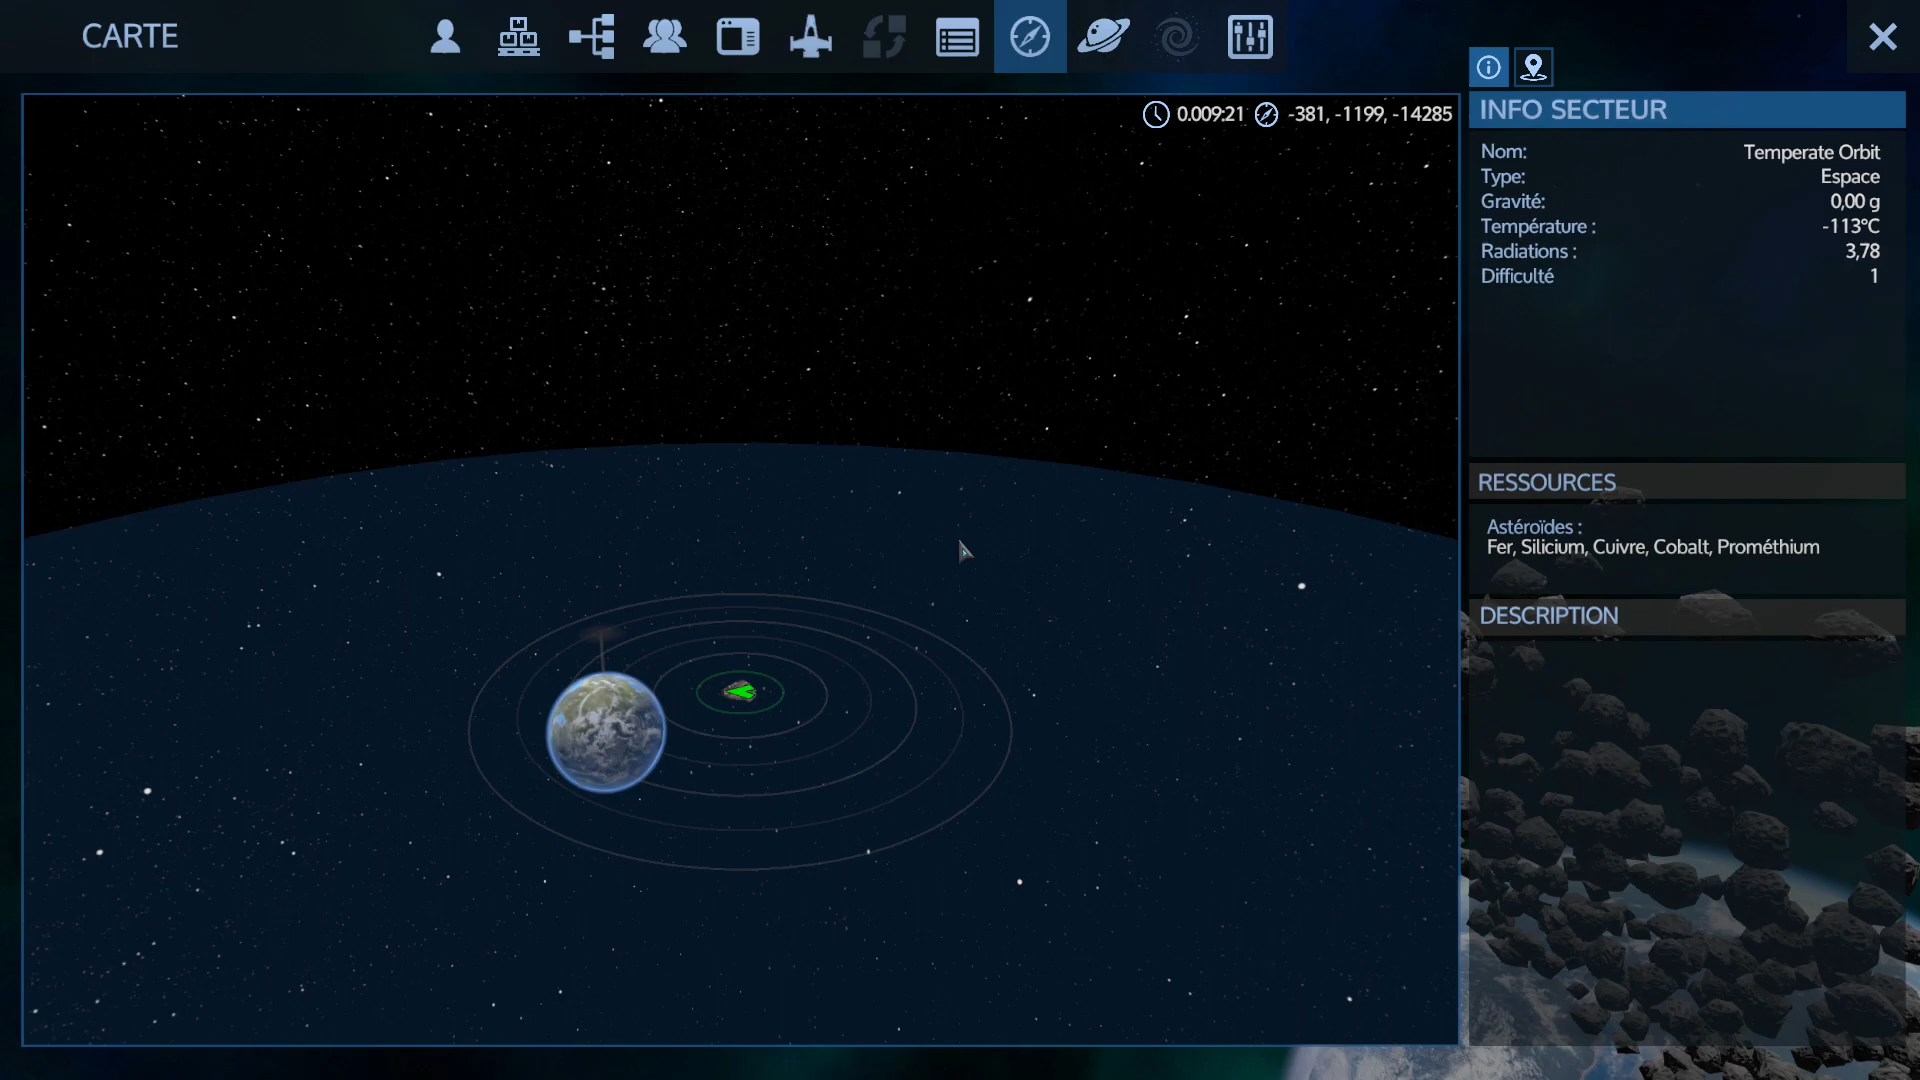 CARTE
0.009:21 -381, -1199, -14285
INFO SECTEUR
Nom: Temperate Orbit
Type: Espace
Gravité: 0,00 g
Température : -113°C
Radiations : 3,78
Difficulté 1
RESSOURCES
Astéroïdes :
Fer, Silicium, Cuivre, Cobalt, Prométhium
DESCRIPTION